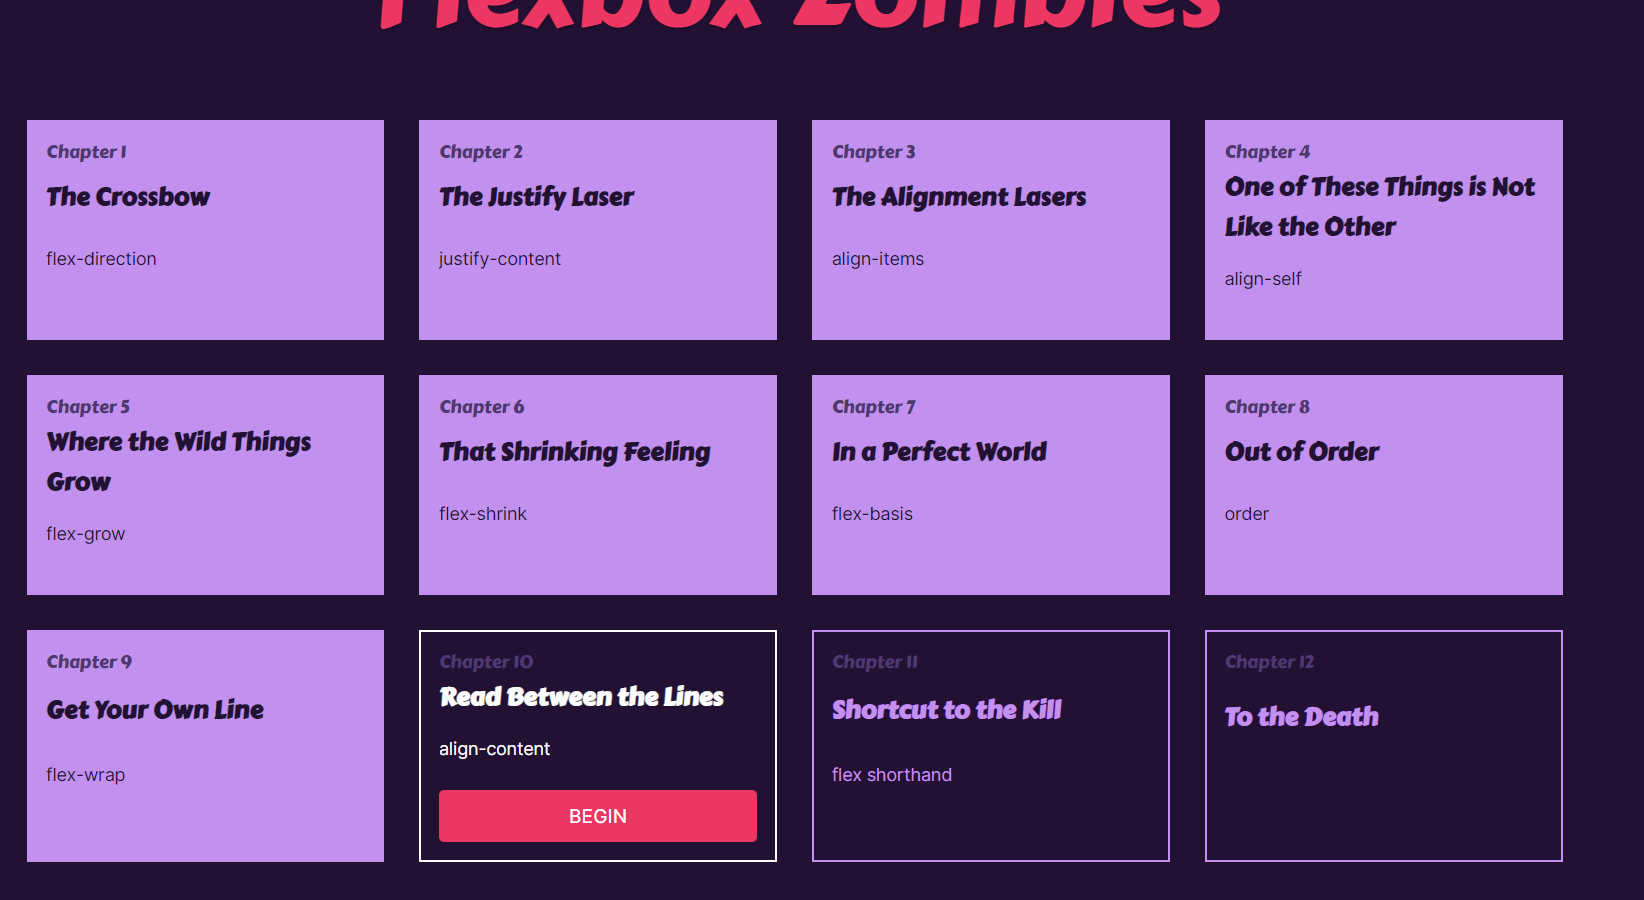 Flexbox Zombies
Chapter 1
The Crossbow
flex-direction
Chapter 2
The Justify Laser
justify-content
Chapter 3
The Alignment Lasers
align-items
Chapter 4
One of These Things is Not
Like the Other
align-self
Chapter 5
Where the Wild Things
Grow
flex-grow
Chapter 6
That Shrinking Feeling
flex-shrink
Chapter 7
In a Perfect World
flex-basis
Chapter 8
Out of Order
order
Chapter 9
Get Your Own Line
flex-wrap
Chapter 10
Read Between the Lines
align-content
BEGIN
Chapter 11
Shortcut to the Kill
flex shorthand
Chapter 12
To the Death